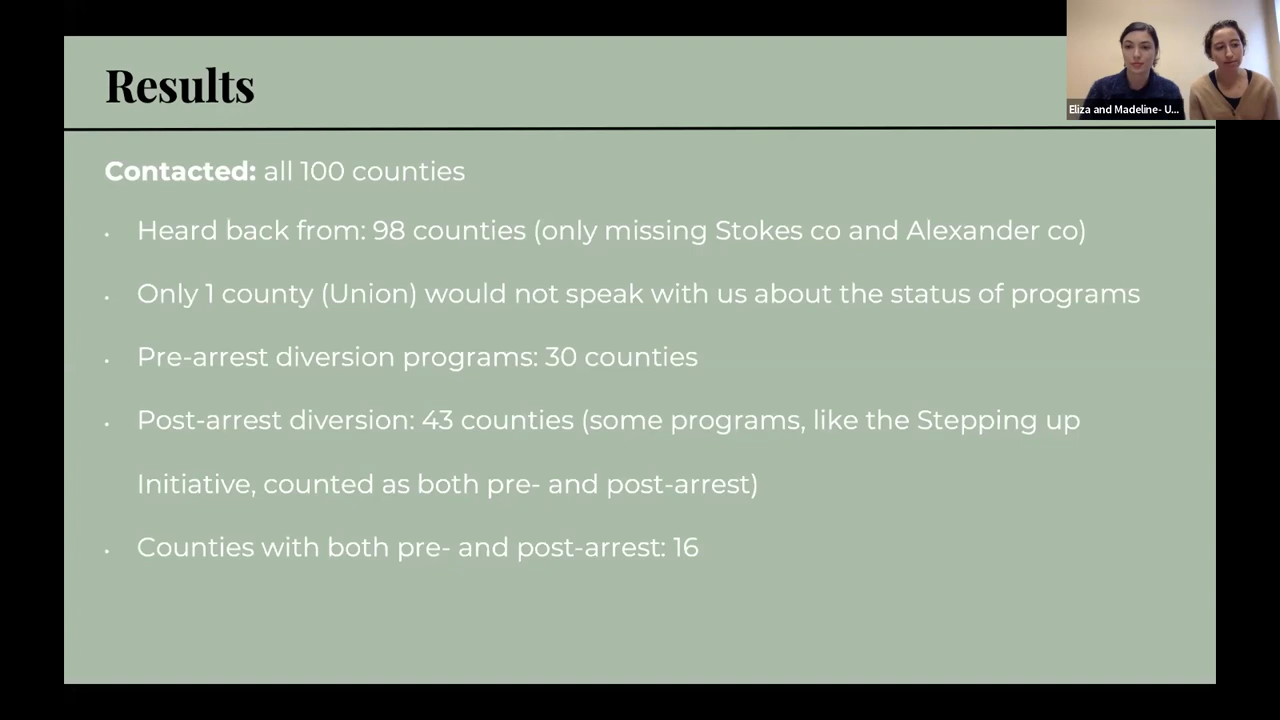 Results
Eliza and Madeline- U...
Contacted: all 100 counties
• Heard back from: 98 counties (only missing Stokes co and Alexander co)
• Only 1 county (Union) would not speak with us about the status of programs
• Pre-arrest diversion programs: 30 counties
• Post-arrest diversion: 43 counties (some programs, like the Stepping up
Initiative, counted as both pre- and post-arrest)
• Counties with both pre- and post-arrest: 16